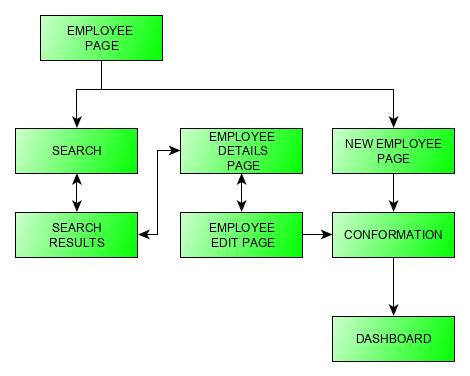 EMPLOYEE
PAGE
SEARCH
EMPLOYEE
DETAILS
PAGE
NEW EMPLOYEE
PAGE
SEARCH
RESULTS
EMPLOYEE
EDIT PAGE
CONFORMATION
DASHBOARD